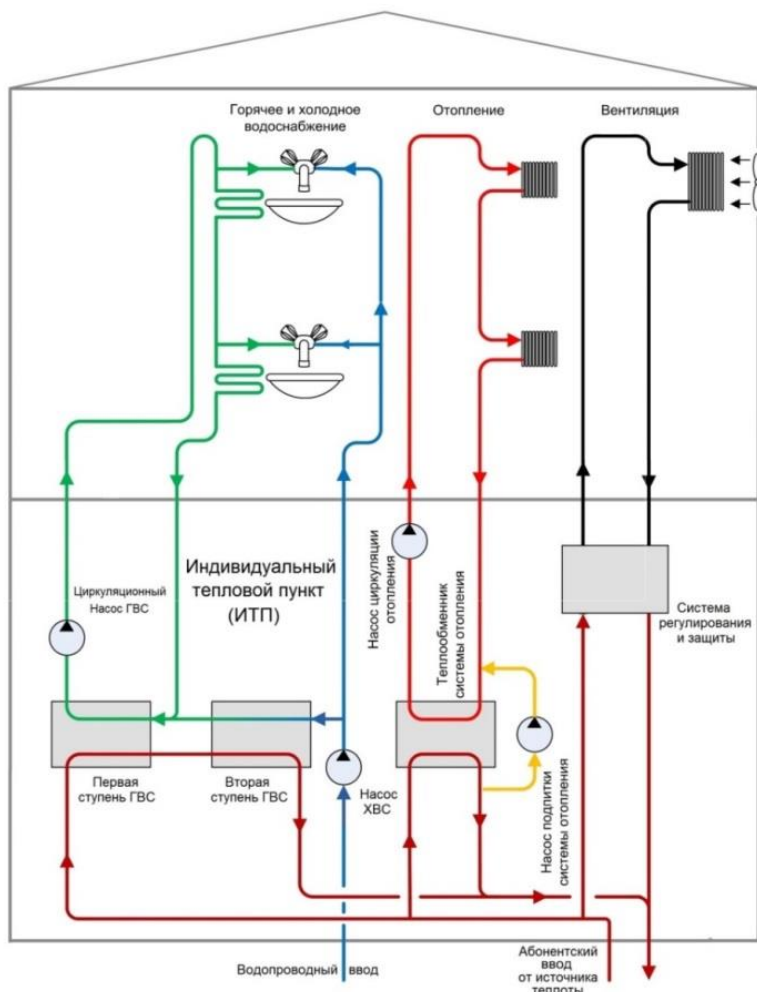 Горячее и холодное
водоснабжение
Отопление
Вентиляция
Индивидуальный
тепловой пункт
(ИТП)
Циркуляционный
Насос ГВС
Насос циркуляции
отопления
Теплообменник
системы отопления
Система
регулирования
и защиты
Первая
ступень ГВС
Вторая
ступень ГВС
Насос
ХВС
Насос подпитки
системы отопления
Водопроводный ввод
Абонентский
ввод
от источника
теплоты